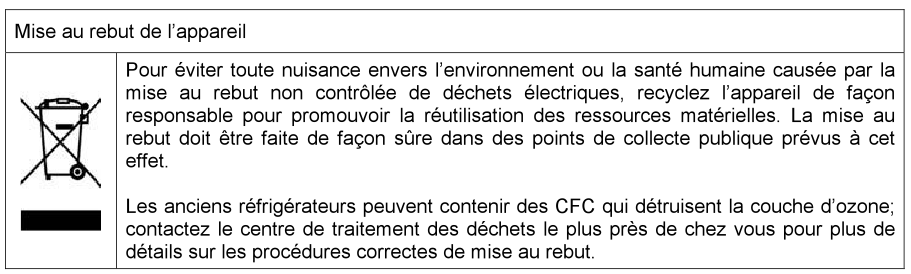 Mise au rebut de l’appareil
Pour éviter toute nuisance envers l’environnement ou la santé humaine causée par la
mise au rebut non contrôlée de déchets électriques, recyclez l’appareil de façon
responsable pour promouvoir la réutilisation des ressources matérielles. La mise au
rebut doit être faite de façon sûre dans des points de collecte publique prévus à cet
effet.
Les anciens réfrigérateurs peuvent contenir des CFC qui détruisent la couche d’ozone;
contactez le centre de traitement des déchets le plus près de chez vous pour plus de
détails sur les procédures correctes de mise au rebut.